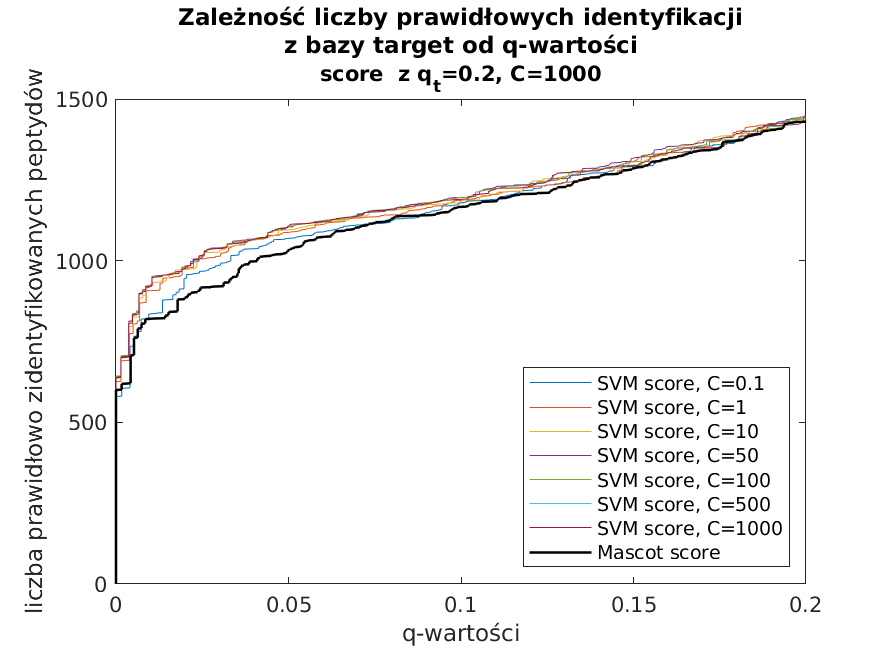 Zależność liczby prawidłowych identyfikacji
z bazy target od q-wartości
score z qt=0.2, C=1000
liczba prawidłowo zidentyfikowanych peptydów
1500
1000
500
0
SVM score, C=0.1
SVM score, C=1
SVM score, C=10
SVM score, C=50
SVM score, C=100
SVM score, C=500
SVM score, C=1000
Mascot score
0
0.05
0.1
0.15
0.2
q-wartości